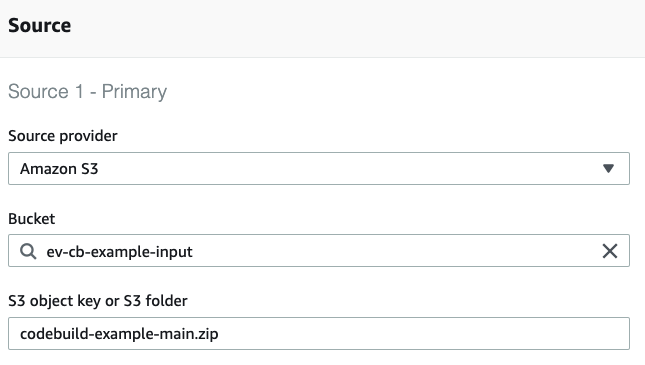 Source
Source 1 - Primary
Source provider
Amazon S3
Bucket
ev-cb-example-input
S3 object key or S3 folder
codebuild-example-main.zip